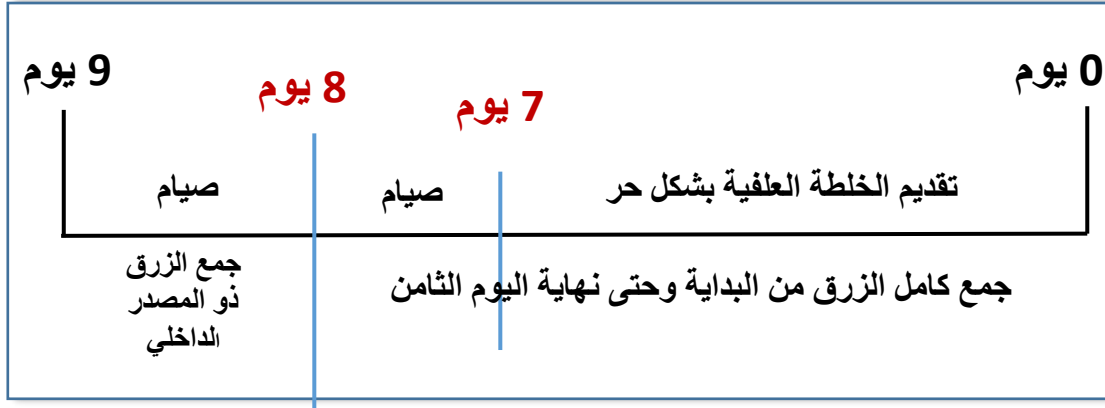 0 يوم
7 يوم
8 يوم
9 يوم
تقديم الخلطة العلفية بشكل حر
صيام
صيام
جمع كامل الزرق من البداية وحتى نهاية اليوم الثامن
جمع الزرق
ذو المصدر
الداخلي